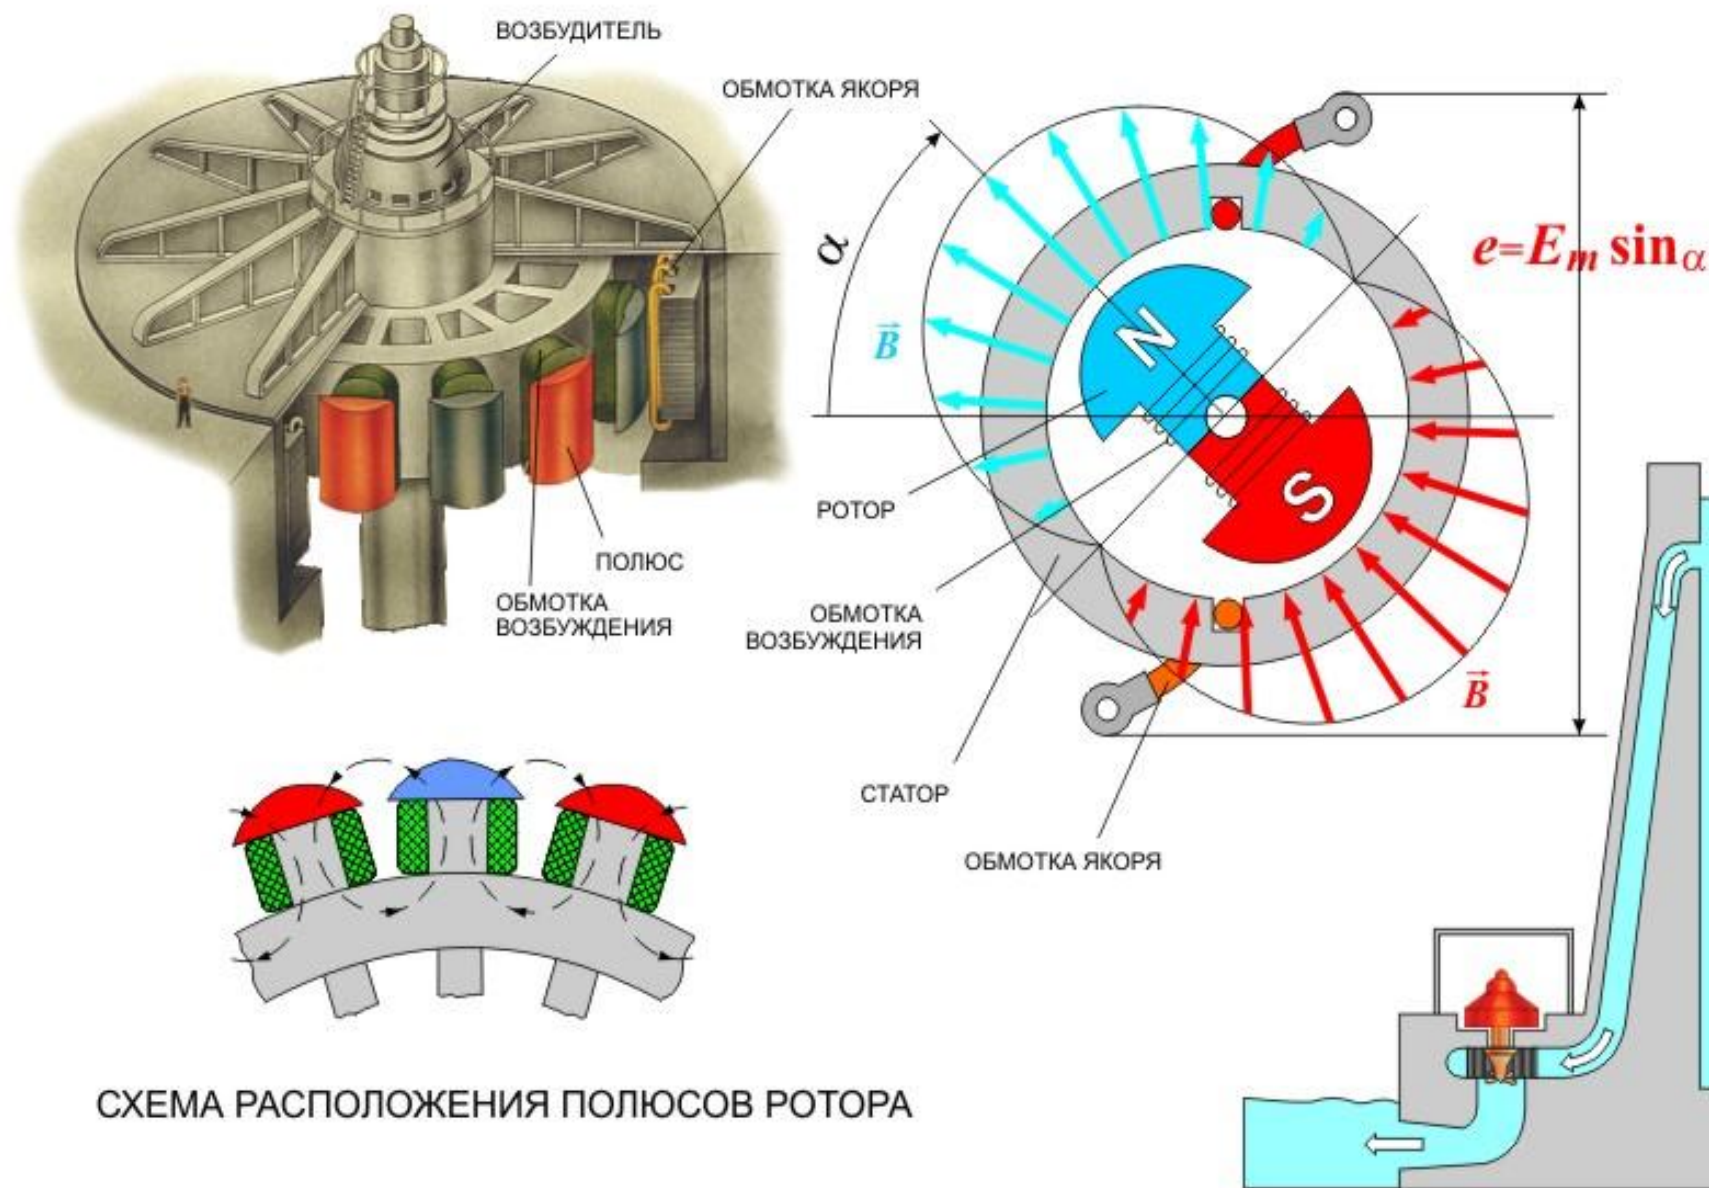 ВОЗБУДИТЕЛЬ
ОБМОТКА ЯКОРЯ
ПОЛЮС
ОБМОТКА
ВОЗБУЖДЕНИЯ
α
B
N
S
e=Eₘ sinα
РОТОР
ОБМОТКА
ВОЗБУЖДЕНИЯ
B
СТАТОР
ОБМОТКА ЯКОРЯ
СХЕМА РАСПОЛОЖЕНИЯ ПОЛЮСОВ РОТОРА